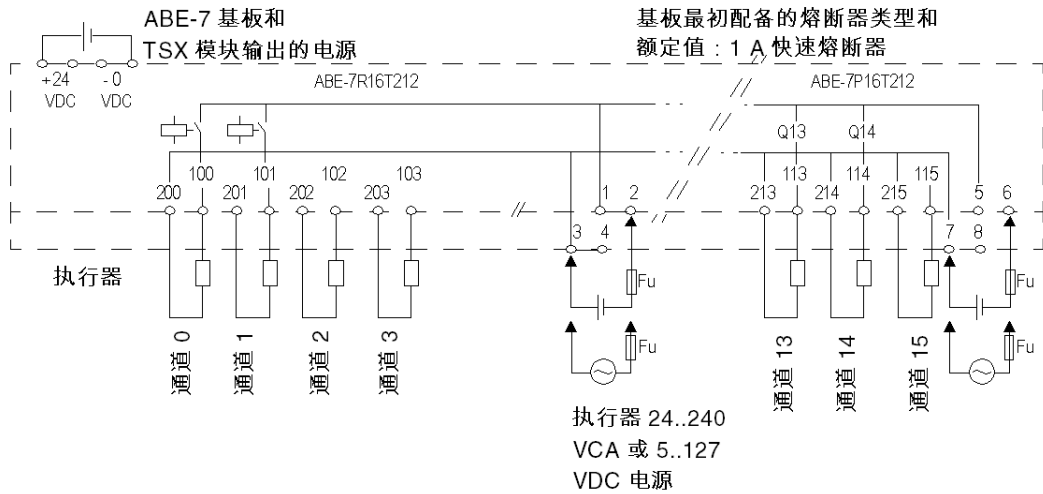 ABE-7 基板和
TSX 模块输出的电源
基板最初配备的熔断器类型和
额定值：1 A 快速熔断器
+24 - 0
VDC VDC
ABE-7R16T212
ABE-7P16T212
Q13 Q14
100 101 102 103
200 201 202 203
1 2
3 4
113 114 115
213 214 215
5 6
7 8
执行器
Fu Fu
Fu Fu
通道 0
通道 1
通道 2
通道 3
通道 13
通道 14
通道 15
执行器 24..240
VCA 或 5..127
VDC 电源